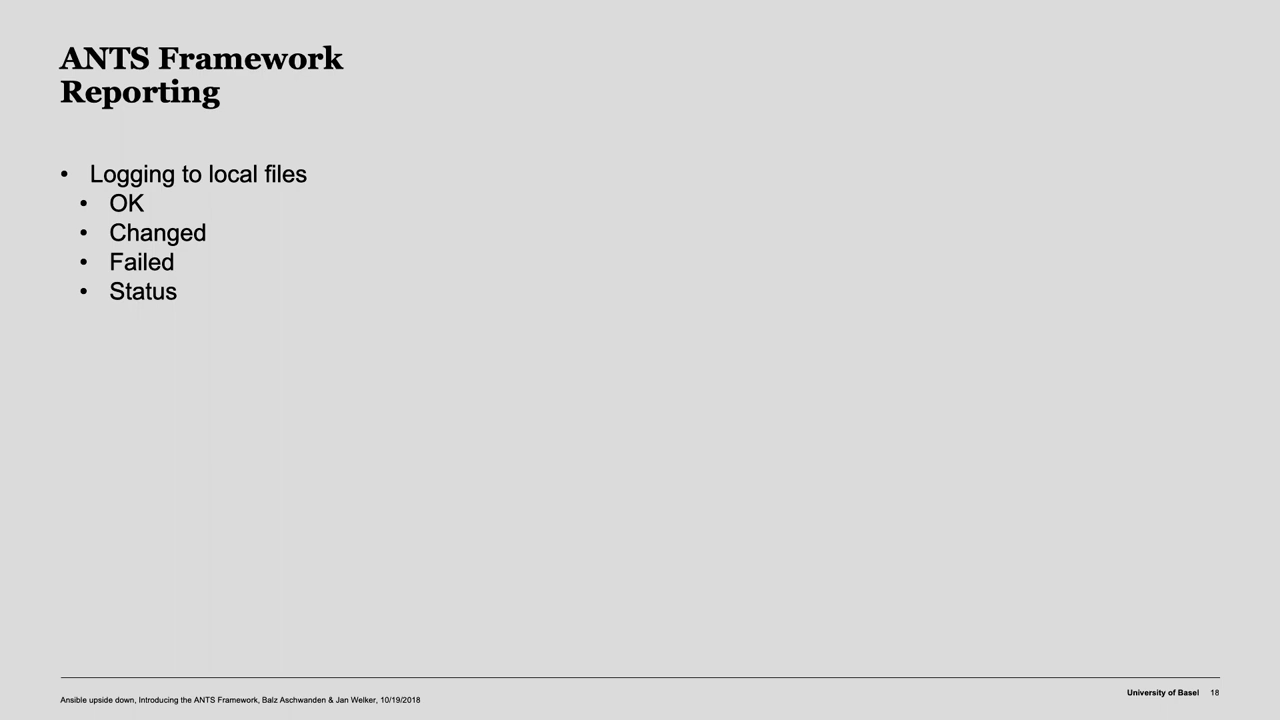 ANTS Framework
Reporting
• Logging to local files
• OK
• Changed
• Failed
• Status
Ansible upside down, Introducing the ANTS Framework, Balz Aschwanden & Jan Welker, 10/19/2018
University of Basel 18